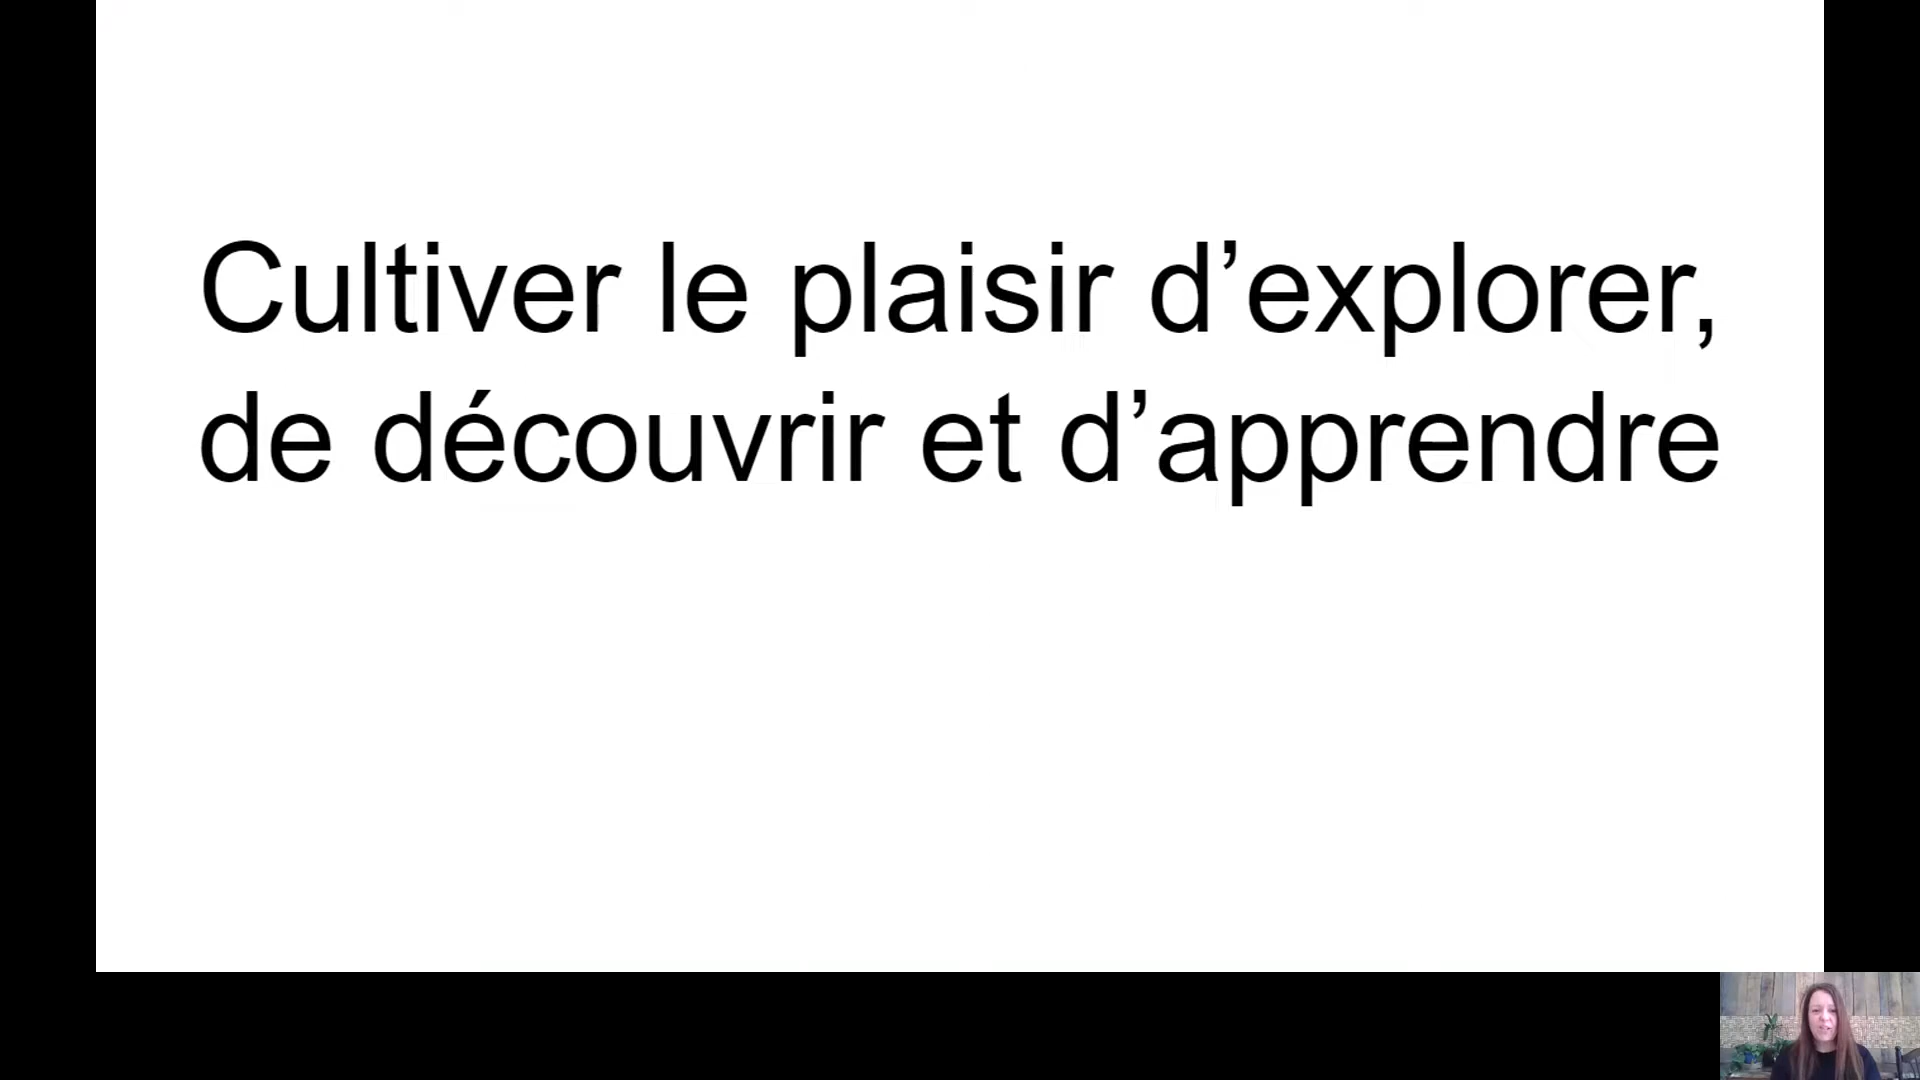 Cultiver le plaisir d’explorer,
de découvrir et d’apprendre